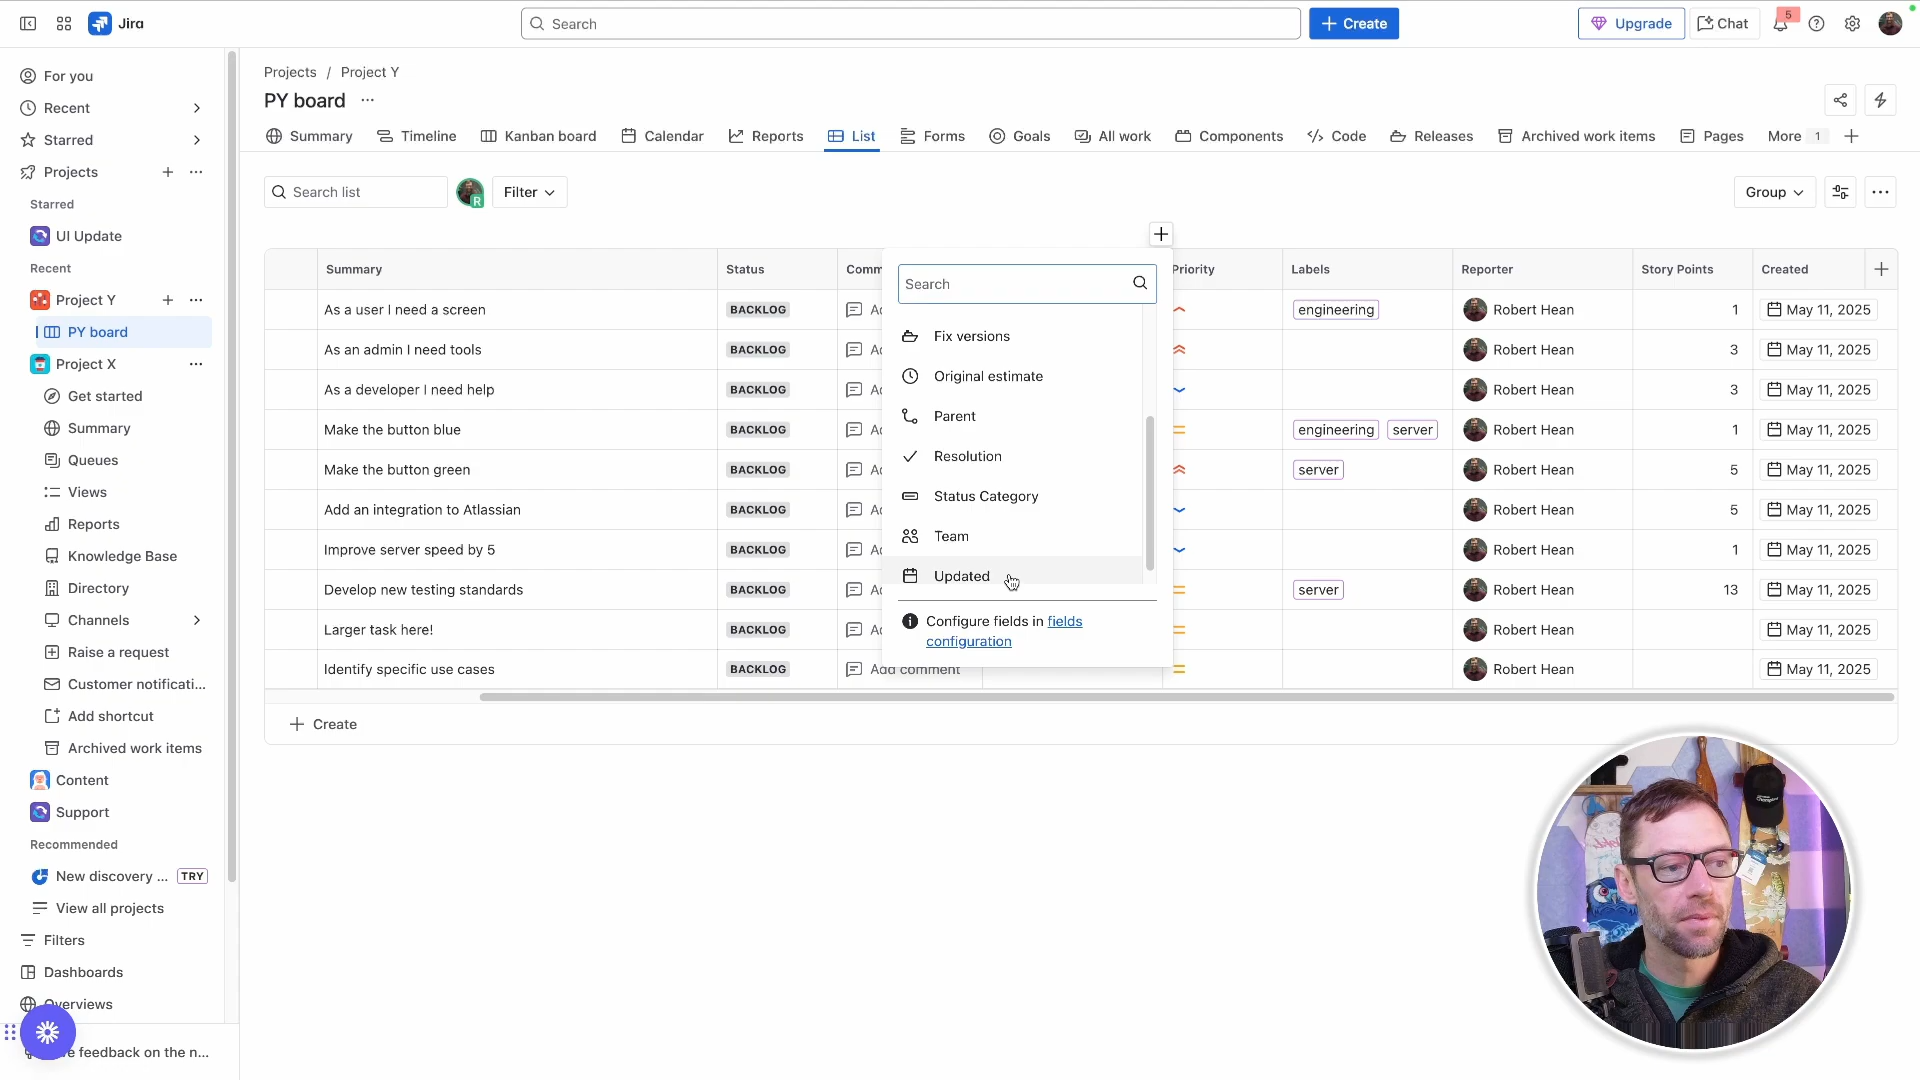 Jira
Search
Create
Upgrade
Chat
5
For you
Recent
Starred
Projects
Starred
UI Update
Recent
Project Y
PY board
Project X
Get started
Summary
Queues
Views
Reports
Knowledge Base
Directory
Channels
Raise a request
Customer notificati...
Add shortcut
Archived work items
Content
Support
Recommended
New discovery ... TRY
View all projects
Filters
Dashboards
Overviews
feedback on the n...
Projects / Project Y
PY board
Summary Timeline Kanban board Calendar Reports List Forms Goals All work Components Code Releases Archived work items Pages More 1
Search list R Filter Group
Summary Status Comm Priority Labels Reporter Story Points Created
As a user I need a screen BACKLOG engineering Robert Hean 1 May 11, 2025
As an admin I need tools BACKLOG Robert Hean 3 May 11, 2025
As a developer I need help BACKLOG Robert Hean 3 May 11, 2025
Make the button blue BACKLOG engineering server Robert Hean 1 May 11, 2025
Make the button green BACKLOG server Robert Hean 5 May 11, 2025
Add an integration to Atlassian BACKLOG Robert Hean 5 May 11, 2025
Improve server speed by 5 BACKLOG Robert Hean 1 May 11, 2025
Develop new testing standards BACKLOG server Robert Hean 13 May 11, 2025
Larger task here! BACKLOG Robert Hean May 11, 2025
Identify specific use cases BACKLOG Add comment Robert Hean May 11, 2025
Create
Search
Fix versions
Original estimate
Parent
Resolution
Status Category
Team
Updated
Configure fields in fields
configuration